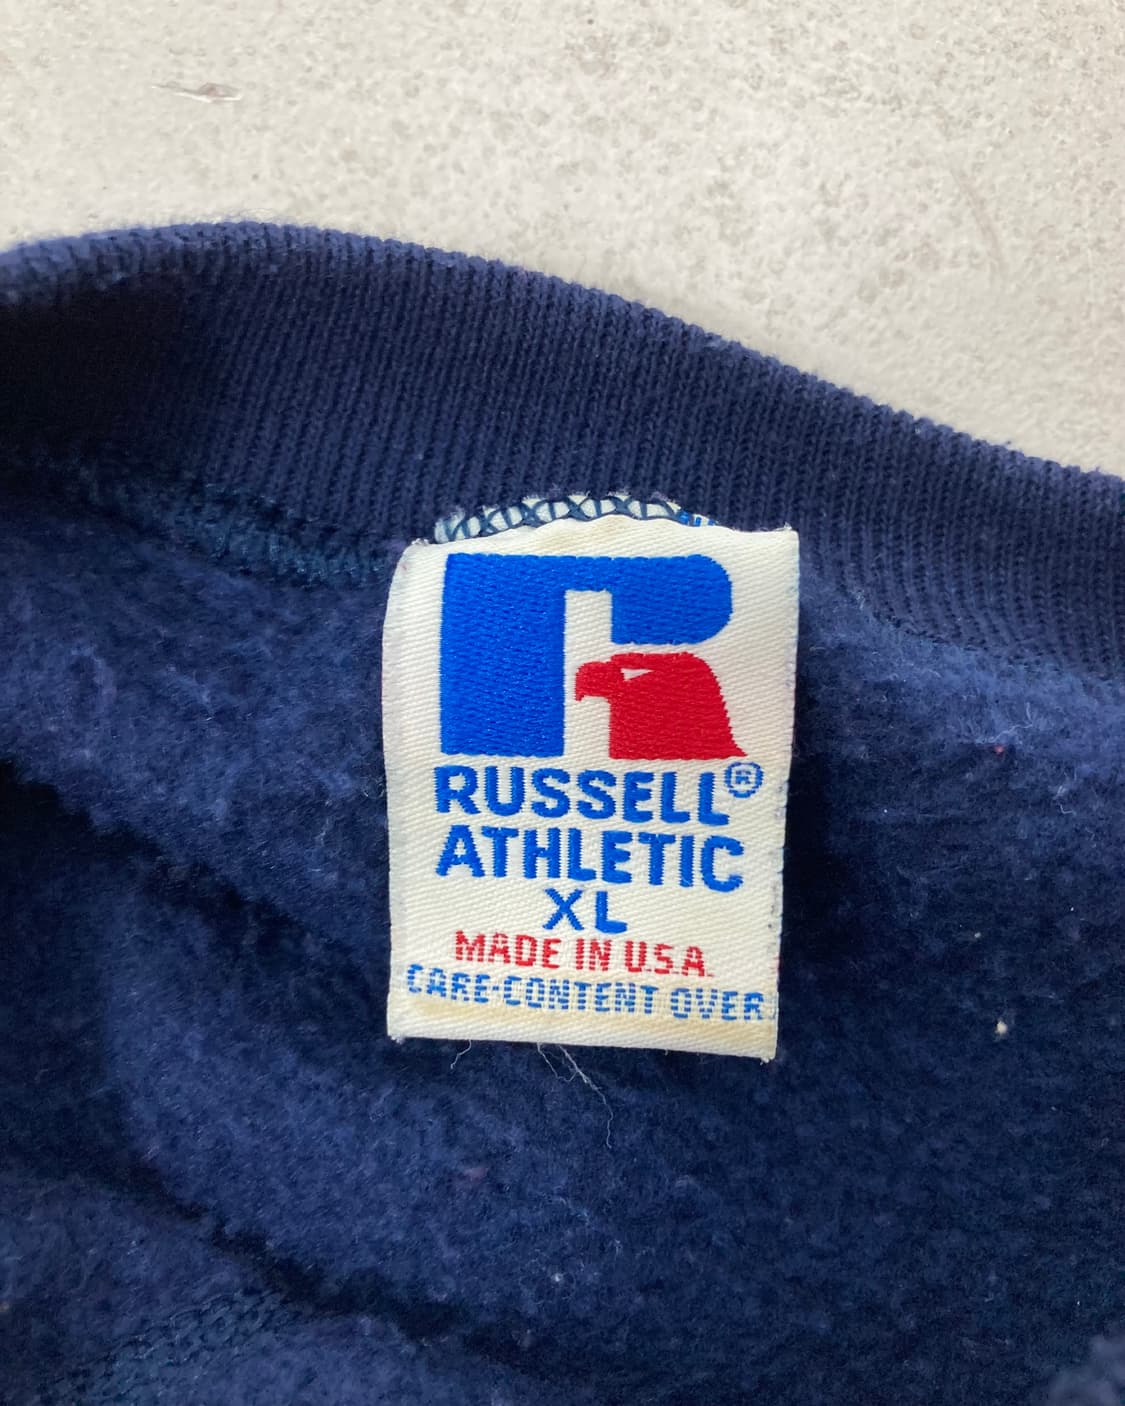 RUSSELL®
ATHLETIC
XL
MADE IN U.S.A.
CARE-CONTENT OVER